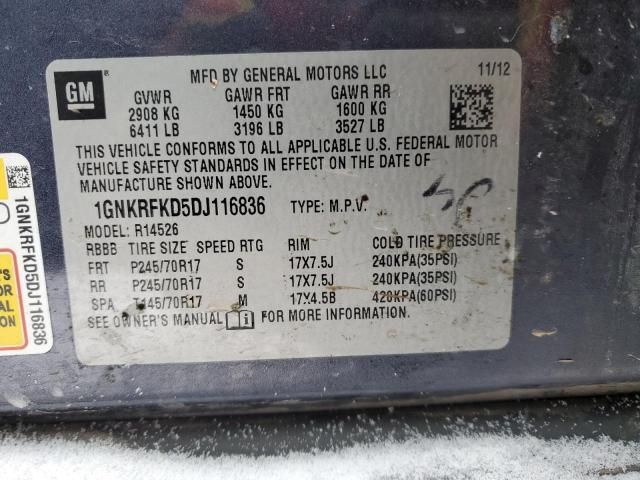 GM
MFD BY GENERAL MOTORS LLC 11/12
GVWR GAWR FRT GAWR RR
2908 KG 1450 KG 1600 KG
6411 LB 3196 LB 3527 LB
THIS VEHICLE CONFORMS TO ALL APPLICABLE U.S. FEDERAL MOTOR
VEHICLE SAFETY STANDARDS IN EFFECT ON THE DATE OF
MANUFACTURE SHOWN ABOVE.
1GNKRFKD5DJ116836 TYPE: M.P.V.
MODEL: R14526
RBBB TIRE SIZE SPEED RTG RIM COLD TIRE PRESSURE
FRT P245/70R17 S 17X7.5J 240KPA(35PSI)
RR P245/70R17 S 17X7.5J 240KPA(35PSI)
SPA T145/70R17 M 17X4.5B 420KPA(60PSI)
SEE OWNER'S MANUAL FOR MORE INFORMATION.
1GNKRFKD5DJ116836